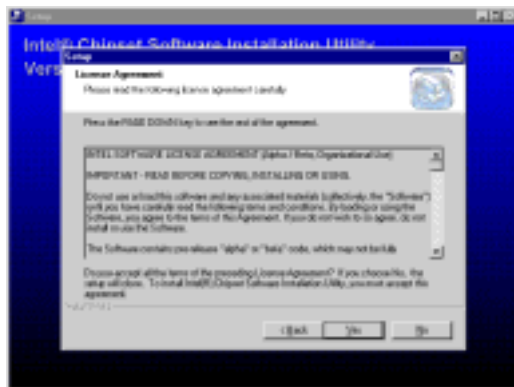 Setup
Intel® Chipset Software Installation Utility
Vers
Setup
License Agreement
Please read the following license agreement carefully.
Press the PAGE DOWN key to see the rest of the agreement.
INTEL SOFTWARE LICENSE AGREEMENT (Alpha / Beta, Organizational Use)
IMPORTANT - READ BEFORE COPYING, INSTALLING OR USING.
Do not use or load this software and any associated materials (collectively, the "Software")
until you have carefully read the following terms and conditions. By loading or using the
Software, you agree to the terms of this Agreement. If you do not wish to so agree, do not
install or use the Software.
The Software contains pre-release "alpha" or "beta" code, which may not be fully
Do you accept all the terms of the preceding License Agreement? If you choose No, the
setup will close. To install Intel(R) Chipset Software Installation Utility, you must accept this
agreement.
< Back
Yes
No